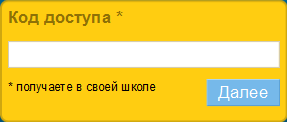 Код доступа *
* получаете в своей школе
Далее